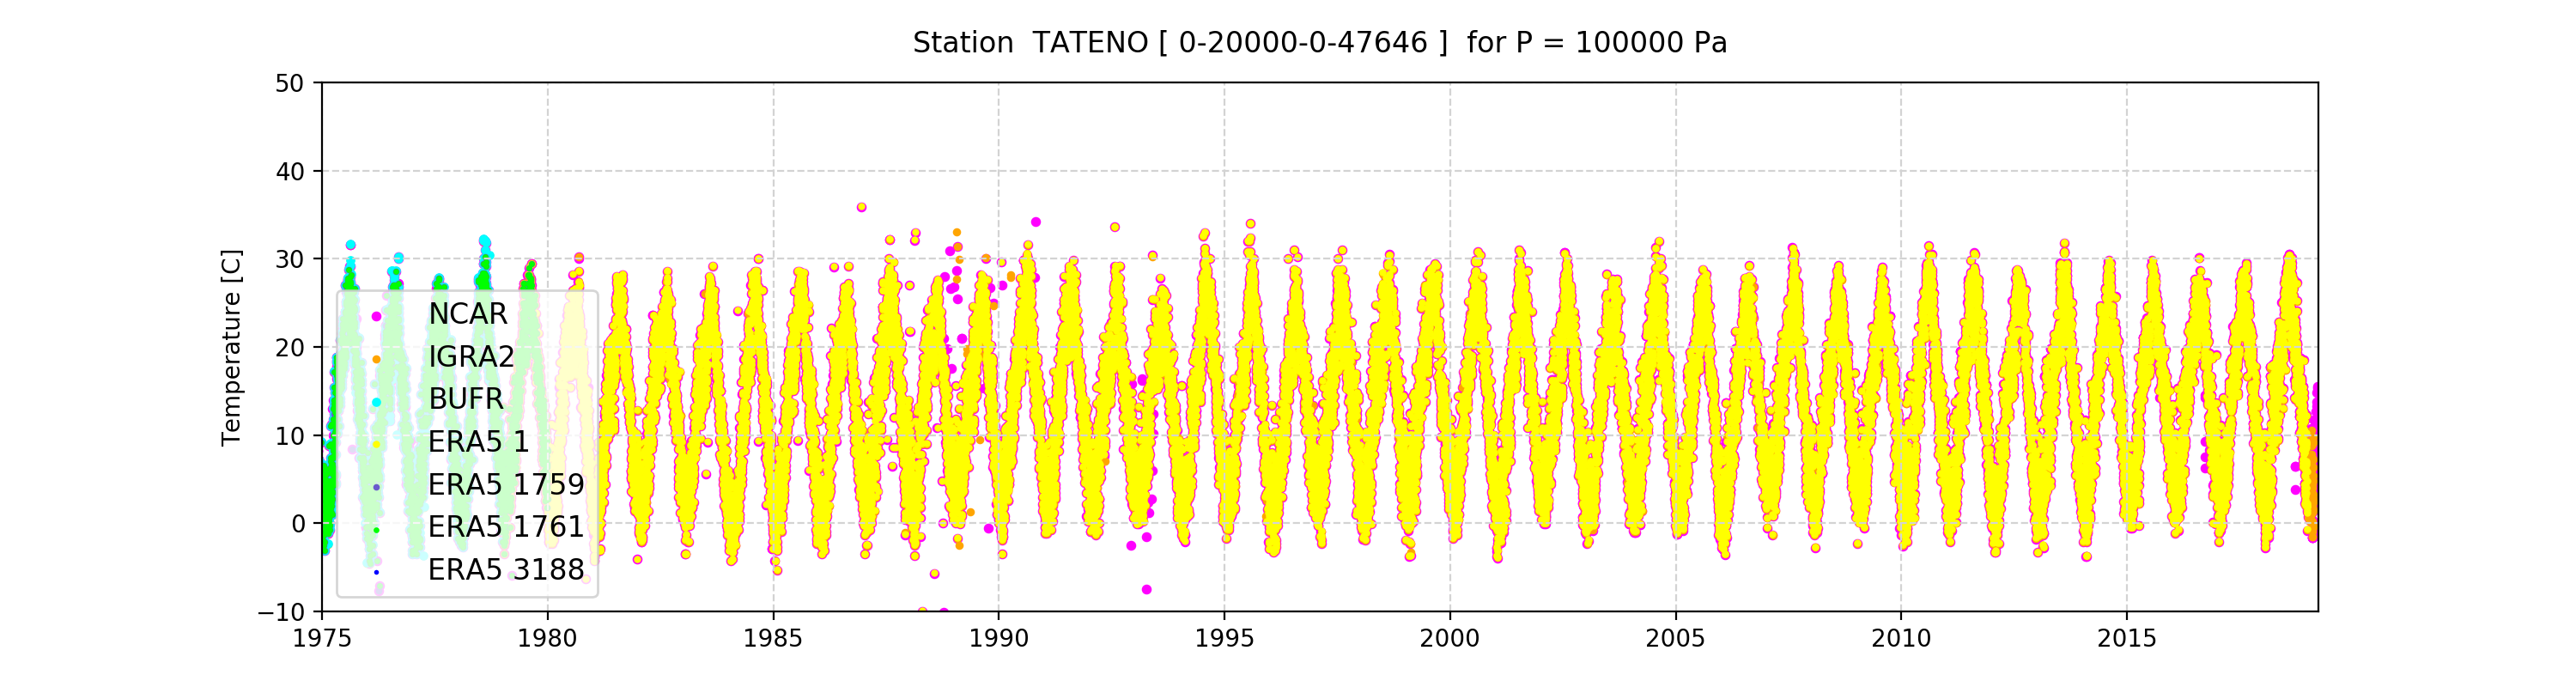 Station  TATENO [ 0-20000-0-47646 ]  for P = 100000 Pa
Temperature [C]
50
40
30
20
10
0
−10
NCAR
IGRA2
BUFR
ERA5 1
ERA5 1759
ERA5 1761
ERA5 3188
1975 1980 1985 1990 1995 2000 2005 2010 2015